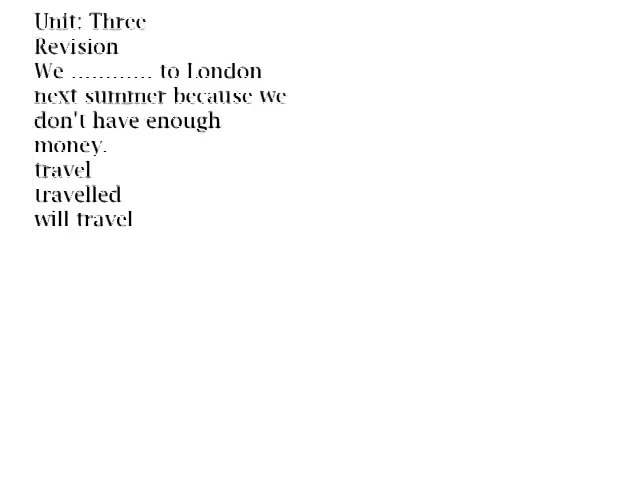 Unit: Three
Revision
We ............ to London
next summer because we
don't have enough
money.
travel
travelled
will travel